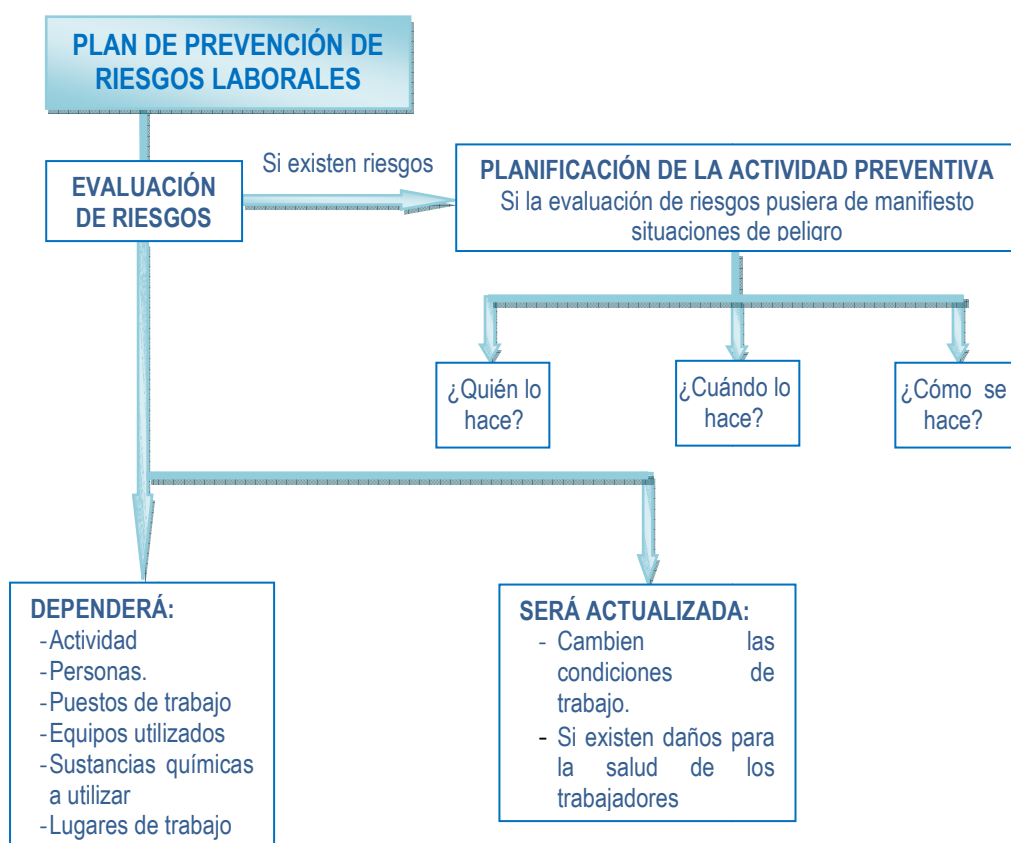 PLAN DE PREVENCIÓN DE
RIESGOS LABORALES
EVALUACIÓN
DE RIESGOS
Si existen riesgos
PLANIFICACIÓN DE LA ACTIVIDAD PREVENTIVA
Si la evaluación de riesgos pusiera de manifiesto
situaciones de peligro
¿Quién lo
hace?
¿Cuándo lo
hace?
¿Cómo se
hace?
DEPENDERÁ:
-Actividad
-Personas.
-Puestos de trabajo
-Equipos utilizados
-Sustancias químicas
a utilizar
-Lugares de trabajo
SERÁ ACTUALIZADA:
- Cambien las
condiciones de
trabajo.
- Si existen daños para
la salud de los
trabajadores